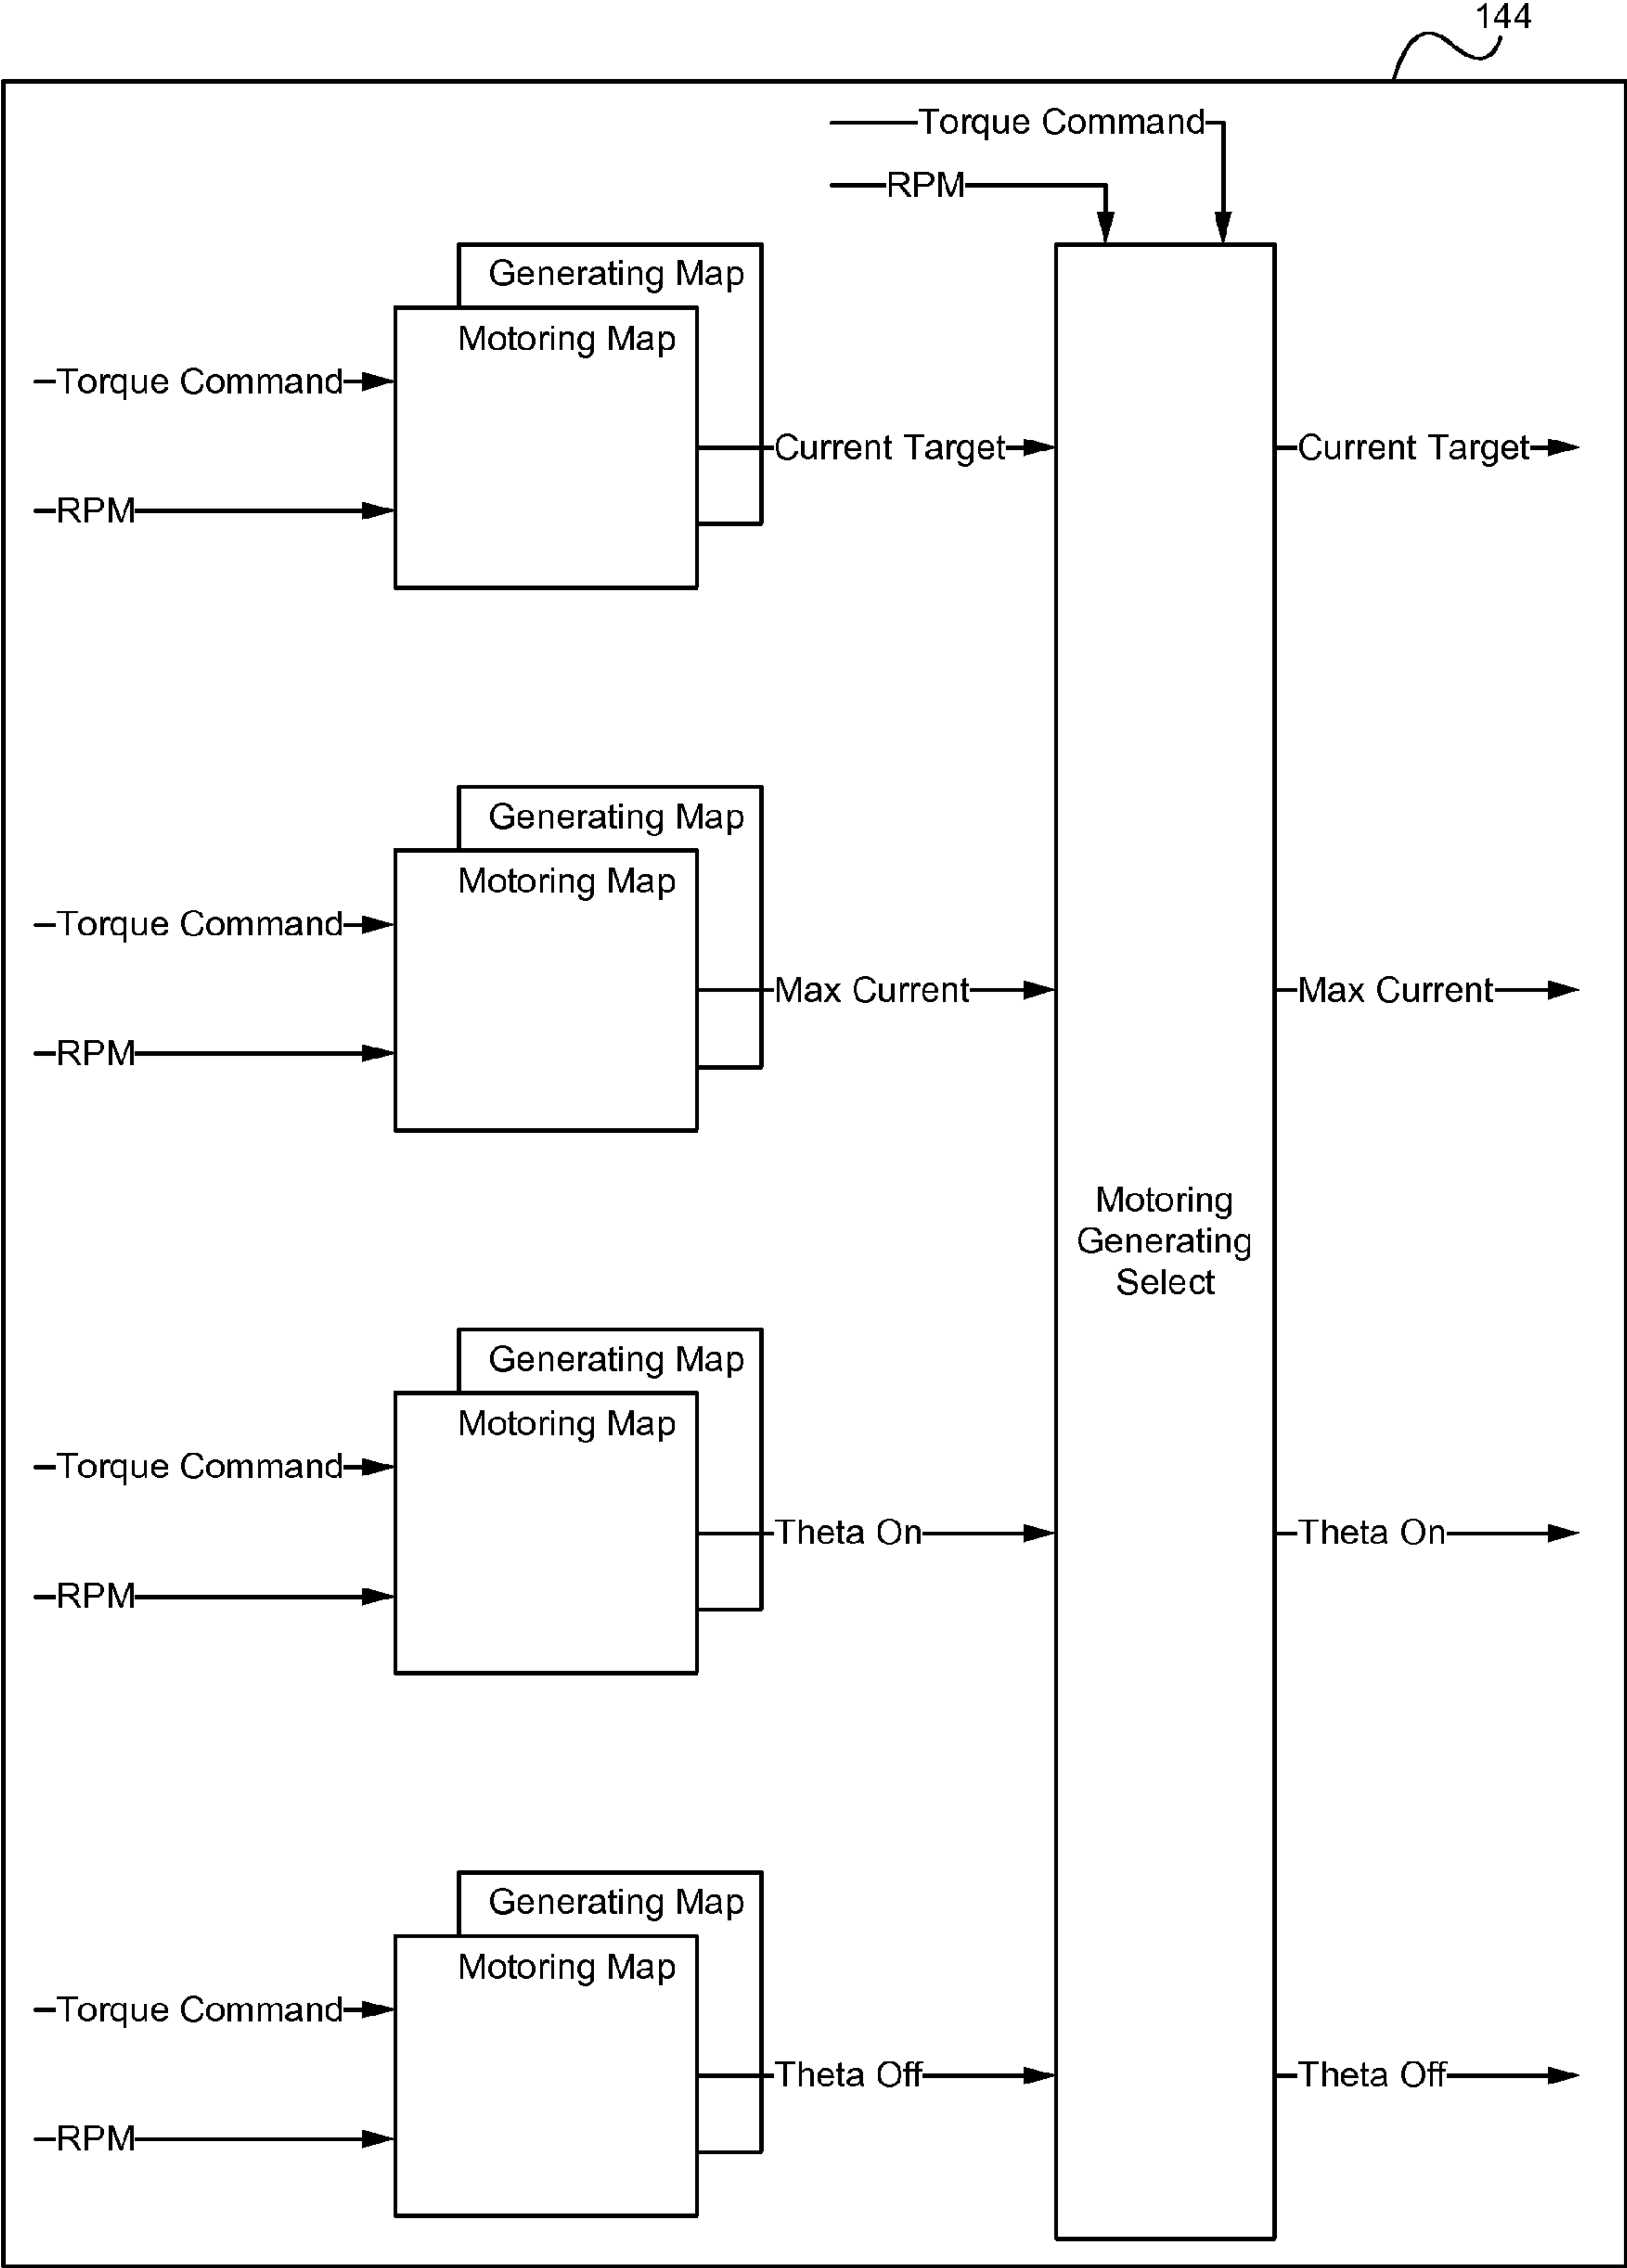 144
Torque Command
RPM
Generating Map
Motoring Map
Torque Command
Current Target
Current Target
RPM
Generating Map
Motoring Map
Torque Command
Max Current
Max Current
RPM
Motoring
Generating
Select
Generating Map
Motoring Map
Torque Command
Theta On
Theta On
RPM
Generating Map
Motoring Map
Torque Command
Theta Off
Theta Off
RPM